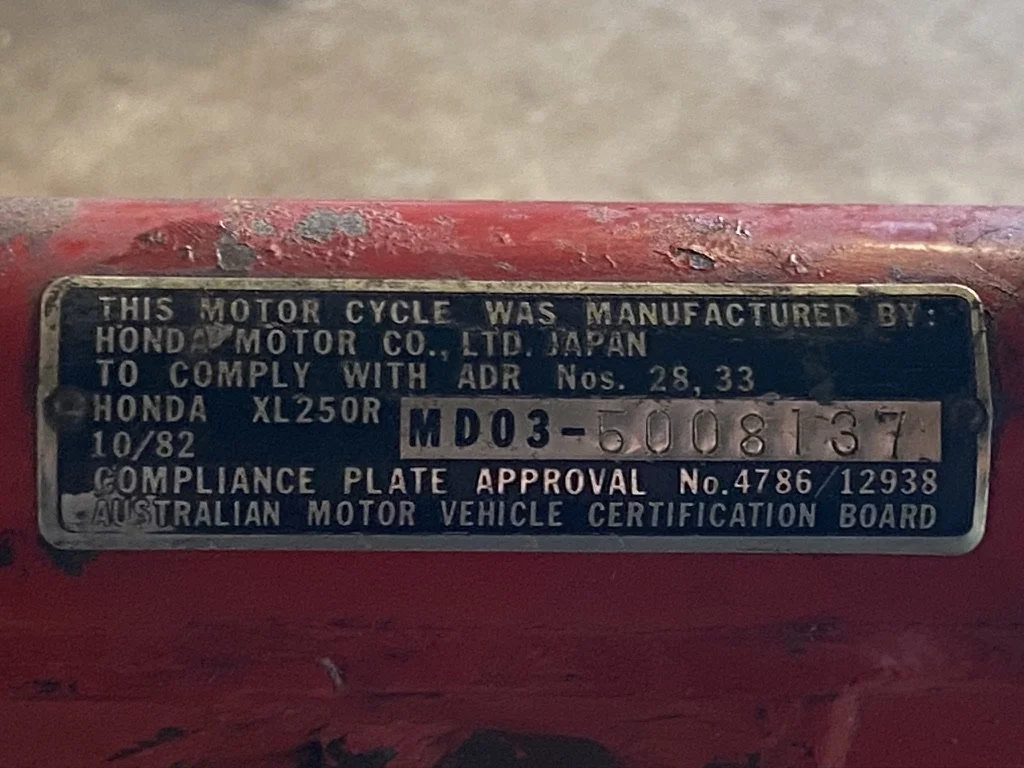 THIS MOTOR CYCLE WAS MANUFACTURED BY:
HONDA MOTOR CO., LTD. JAPAN
TO COMPLY WITH ADR Nos. 28, 33
HONDA XL250R MD03-5008137
10/82
COMPLIANCE PLATE APPROVAL No.4786/12938
AUSTRALIAN MOTOR VEHICLE CERTIFICATION BOARD